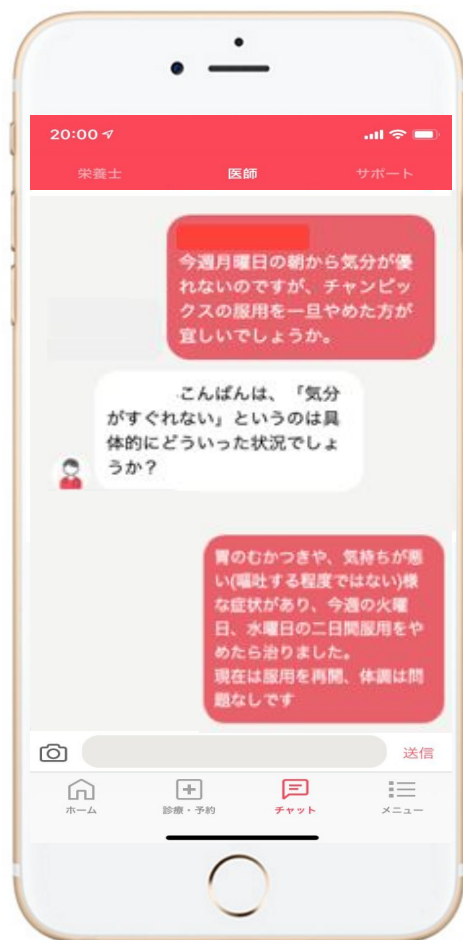 20:00
栄養士 医師 サポート
今週月曜日の朝から気分が優
れないのですが、チャンピッ
クスの服用を一旦やめた方が
宜しいでしょうか。
こんばんは、「気分
がすぐれない」というのは具
体的にどういった状況でしょ
うか？
胃のむかつきや、気持ちが悪
い(嘔吐する程度ではない)様
な症状があり、今週の火曜
日、水曜日の二日間服用をや
めたら治りました。
現在は服用を再開、体調は問
題なしです
送信
ホーム 診療・予約 チャット メニュー